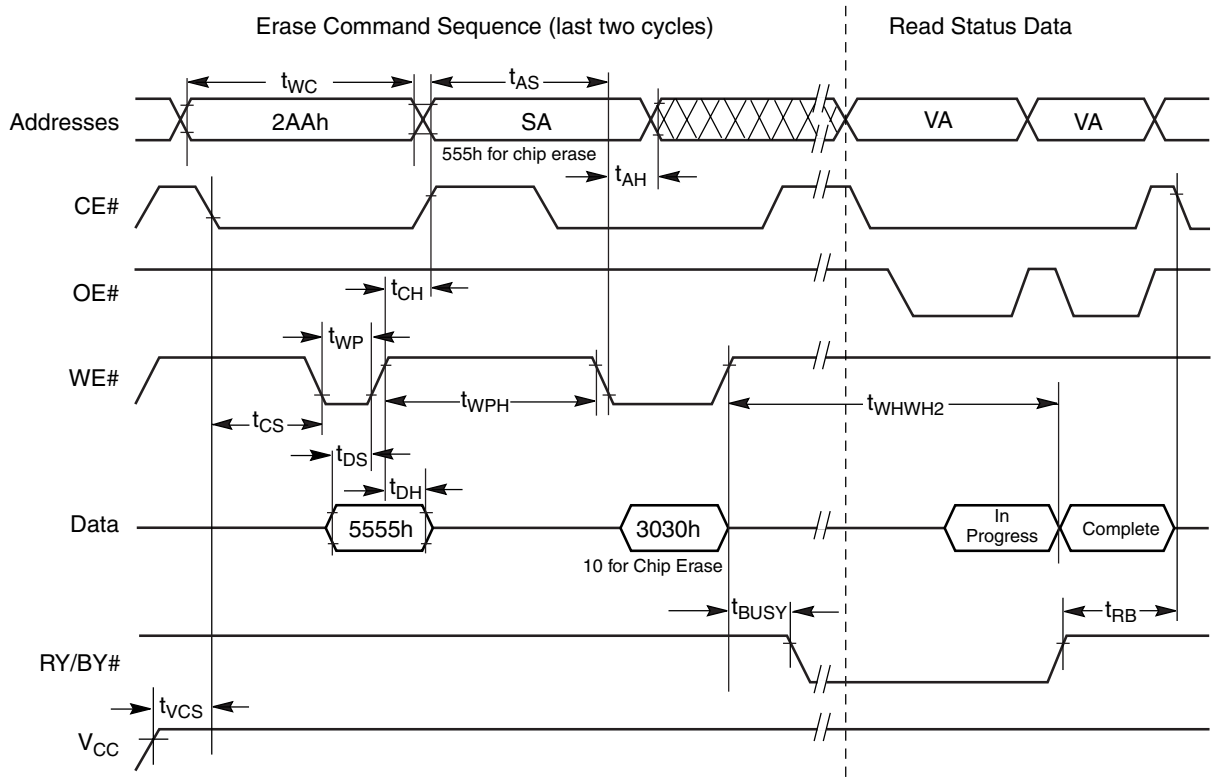 Erase Command Sequence (last two cycles) Read Status Data
tWC tAS
Addresses 2AAh SA VA VA
555h for chip erase
tAH
CE#
OE#
tCH
tWP
WE#
tWPH tWHWH2
tCS
tDS
tDH
Data 5555h 3030h In Progress Complete
10 for Chip Erase
tBUSY tRB
RY/BY#
tVCS
VCC